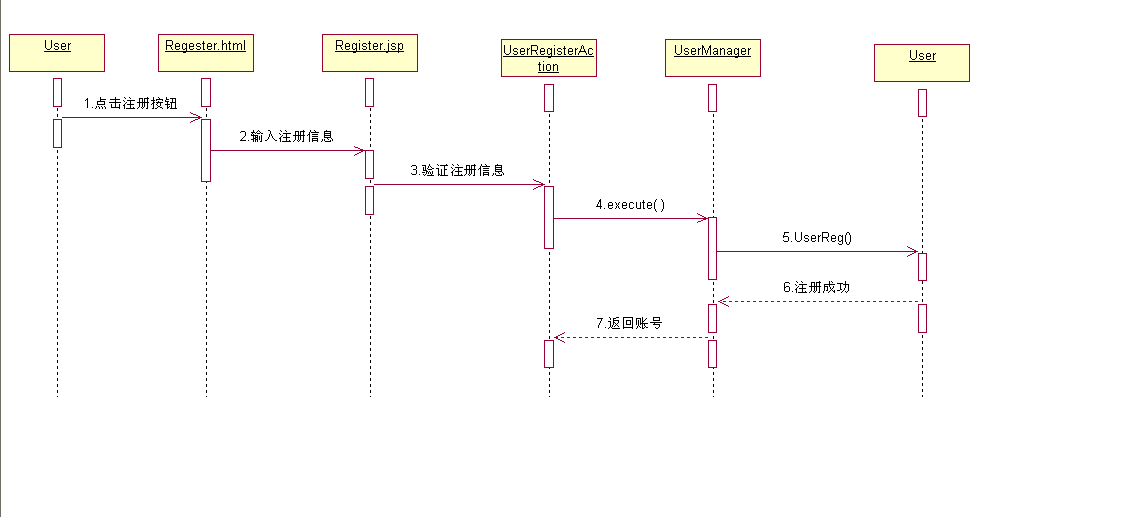 User
Regester.html
Register.jsp
UserRegisterAc
tion
UserManager
User
1.点击注册按钮
2.输入注册信息
3.验证注册信息
4.execute( )
5.UserReg()
6.注册成功
7.返回账号